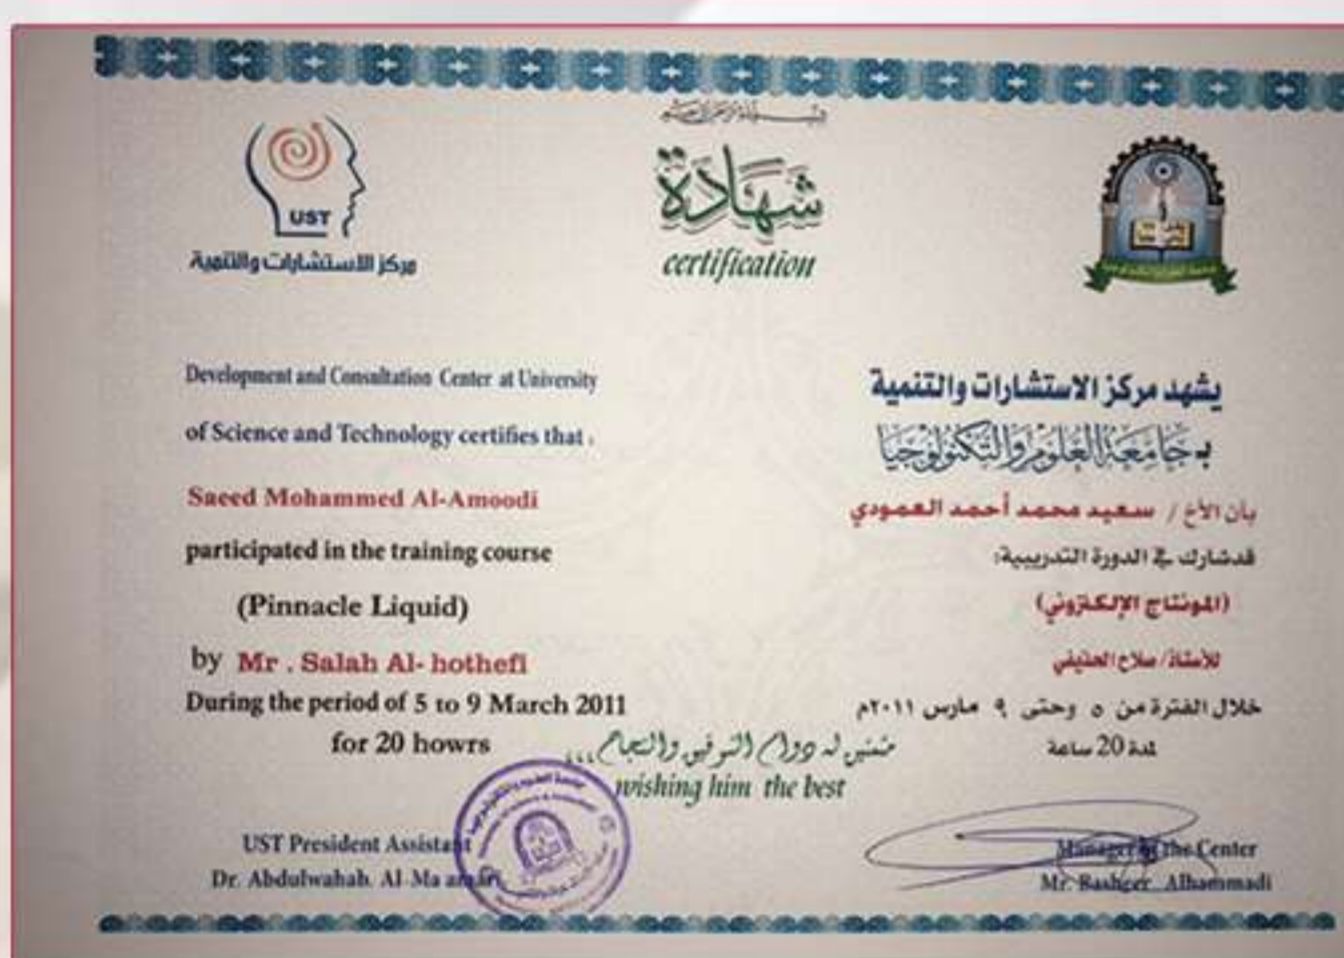 بسم الله الرحمن الرحيم
شهادة
certification
UST
مركز الاستشارات والتنمية
Development and Consultation Center at University
of Science and Technology certifies that :
Saeed Mohammed Al-Amoodi
participated in the training course
(Pinnacle Liquid)
by Mr . Salah Al- hothefi
During the period of 5 to 9 March 2011
for 20 howrs
يشهد مركز الاستشارات والتنمية
بـ جامعة العلوم والتكنولوجيا
بأن الأخ / سعيد محمد أحمد العمودي
قد شارك في الدورة التدريبية:
(المونتاج الإلكتروني)
للأستاذ/ صلاح الحذيفي
خلال الفترة من ٥ وحتى ٩ مارس ٢٠١١م
لمدة 20 ساعة
متمنين له دوام التوفيق والنجاح ,,,
wishing him the best
UST President Assistant
Dr. Abdulwahab. Al-Ma amari
Manager of the Center
Mr. Basheer Alhammadi